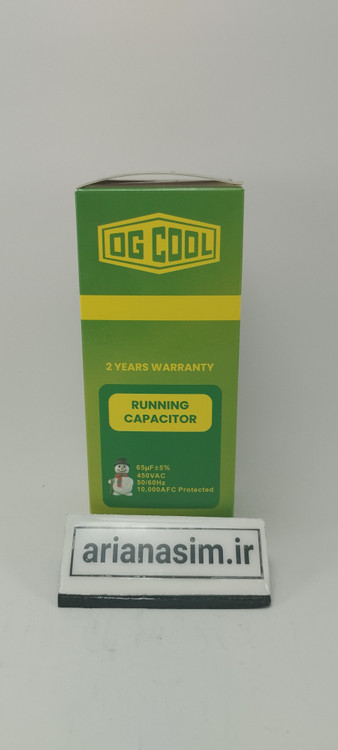 OG COOL
2 YEARS WARRANTY
RUNNING
CAPACITOR
65µF±5%
450VAC
50/60Hz
10,000AFC Protected
arianasim.ir